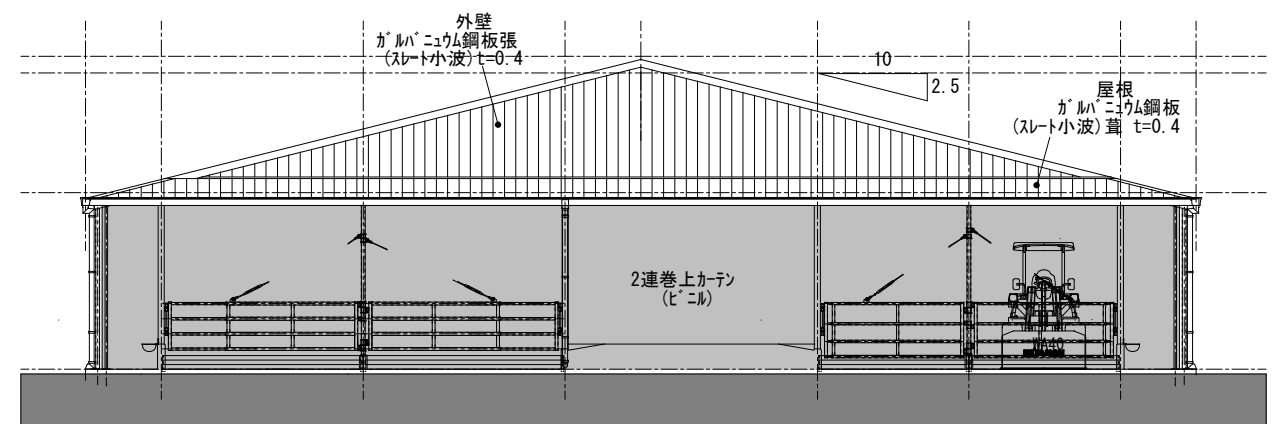 外壁
ｶﾞﾙﾊﾞﾆｭｳﾑ鋼板張
(ｽﾚｰﾄ小波)t=0.4
10
2.5
屋根
ｶﾞﾙﾊﾞﾆｭｳﾑ鋼板
(ｽﾚｰﾄ小波)葺 t=0.4
2連巻上ｶｰﾃﾝ
(ﾋﾞﾆﾙ)
WA40